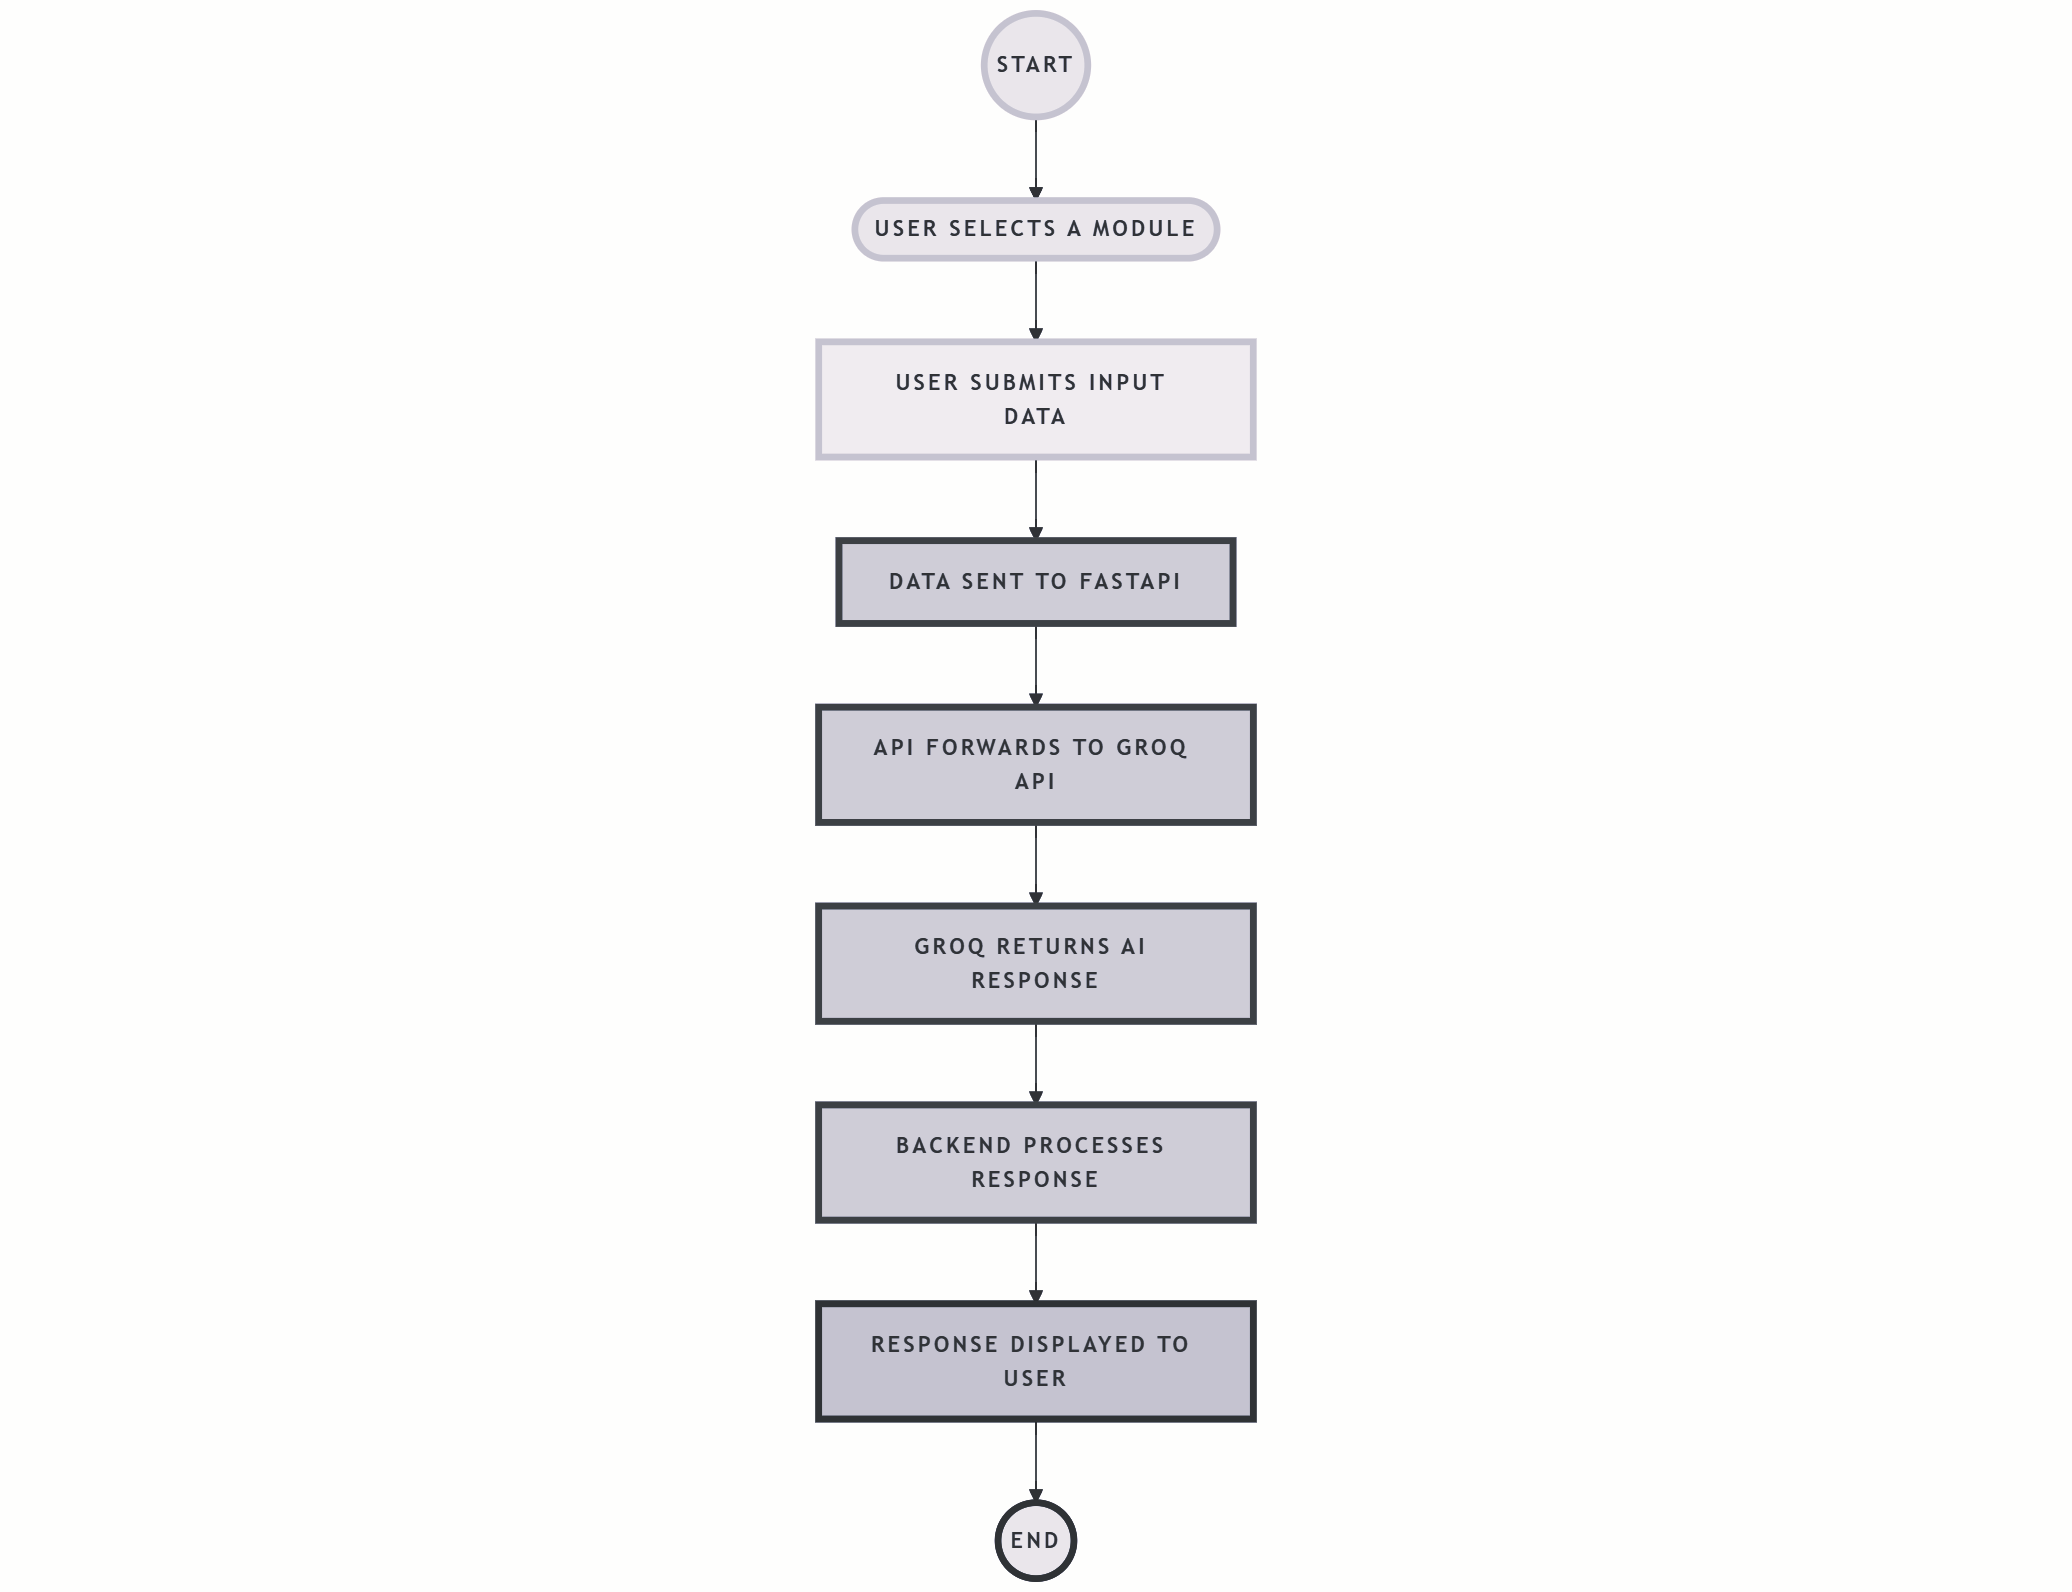 START
USER SELECTS A MODULE
USER SUBMITS INPUT
DATA
DATA SENT TO FASTAPI
API FORWARDS TO GROQ
API
GROQ RETURNS AI
RESPONSE
BACKEND PROCESSES
RESPONSE
RESPONSE DISPLAYED TO
USER
END